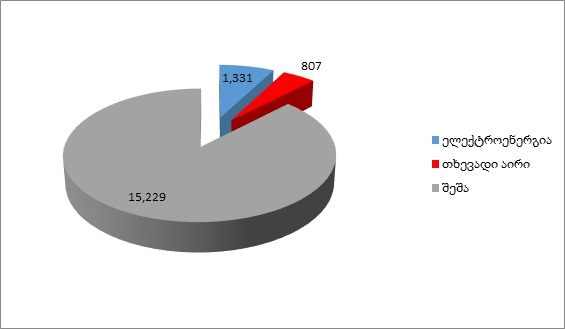 1,331
807
15,229
ელექტროენერგია
თხევადი აირი
შეშა